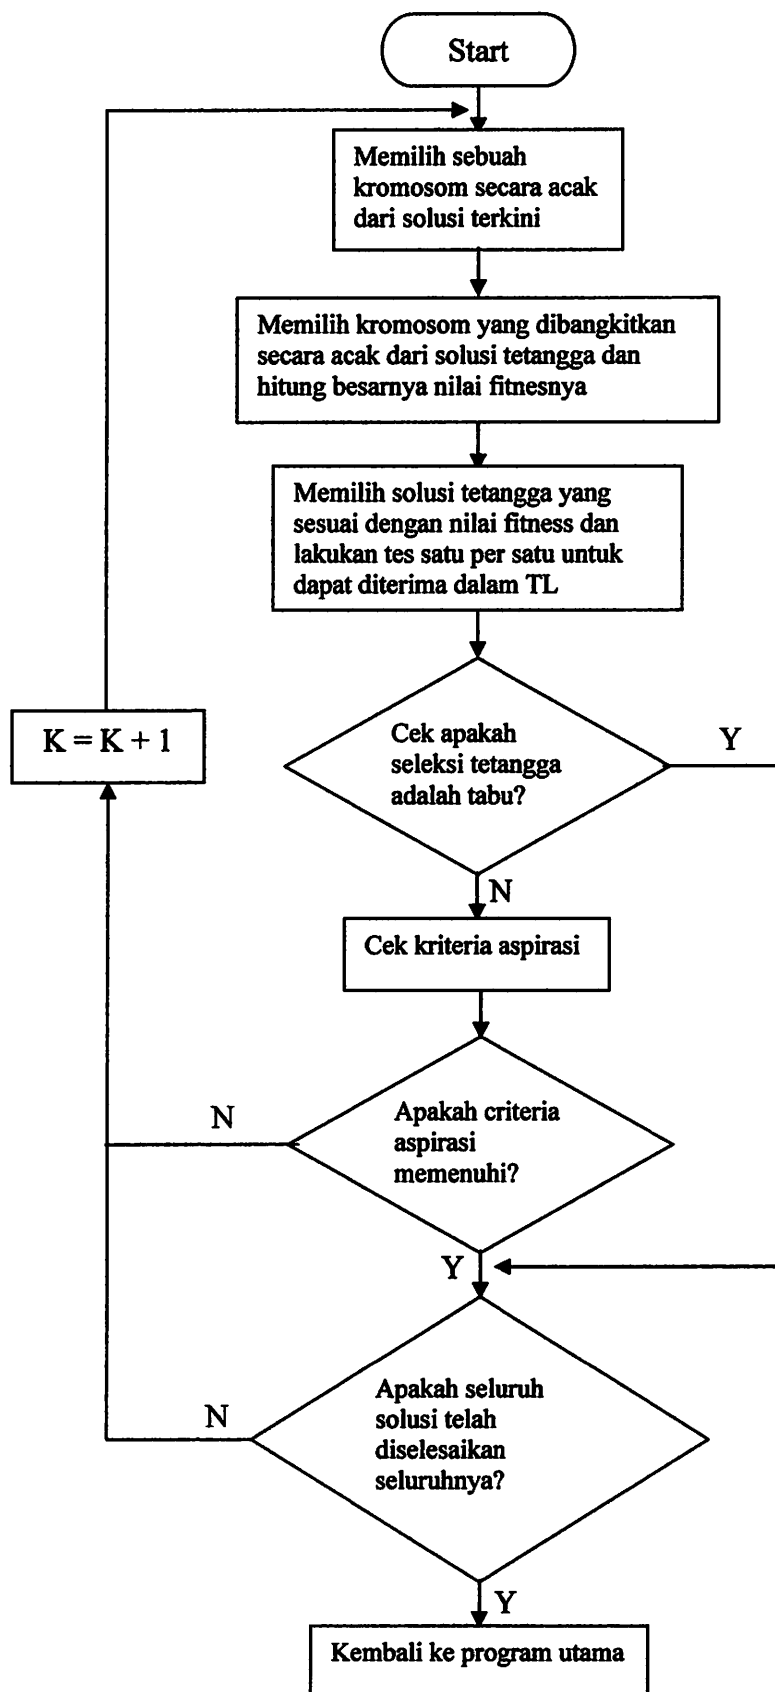 Start
Memilih sebuah
kromosom secara acak
dari solusi terkini
Memilih kromosom yang dibangkitkan
secara acak dari solusi tetangga dan
hitung besarnya nilai fitnesnya
Memilih solusi tetangga yang
sesuai dengan nilai fitness dan
lakukan tes satu per satu untuk
dapat diterima dalam TL
K = K + 1
Cek apakah
seleksi tetangga
adalah tabu?
Y
N
Cek kriteria aspirasi
N
Apakah criteria
aspirasi
memenuhi?
Y
N
Apakah seluruh
solusi telah
diselesaikan
seluruhnya?
Y
Kembali ke program utama